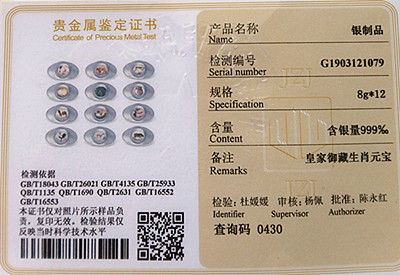 贵金属鉴定证书
Certificate of Precious Metal Test
检测依据
GB/T18043 GB/T26021 GB/T4135 GB/T25933
QB/T1135 QB/T1690 QB/T2631 GB/T16552
GB/T16553
本证书仅对照片所示样品负
责,复印无效。检测结果仅
反映当时科学技术水平
产品名称 银制品
Name
检测编号 G1903121079
Serial number
规格 8g*12
Specification
含量 含银量999‰
Content
备注 皇家御藏生肖元宝
Remarks
检验: 杜媛媛 审核: 杨佩 批准: 陈永红
Identifier Supervisor Authorizer
查询码 0430